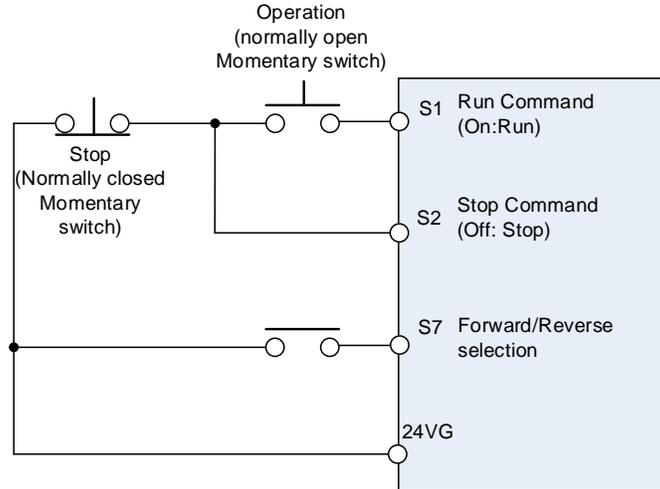 Operation
(normally open
Momentary switch)
Stop
(Normally closed
Momentary
switch)
S1 Run Command
(On:Run)
S2 Stop Command
(Off: Stop)
S7 Forward/Reverse
selection
24VG